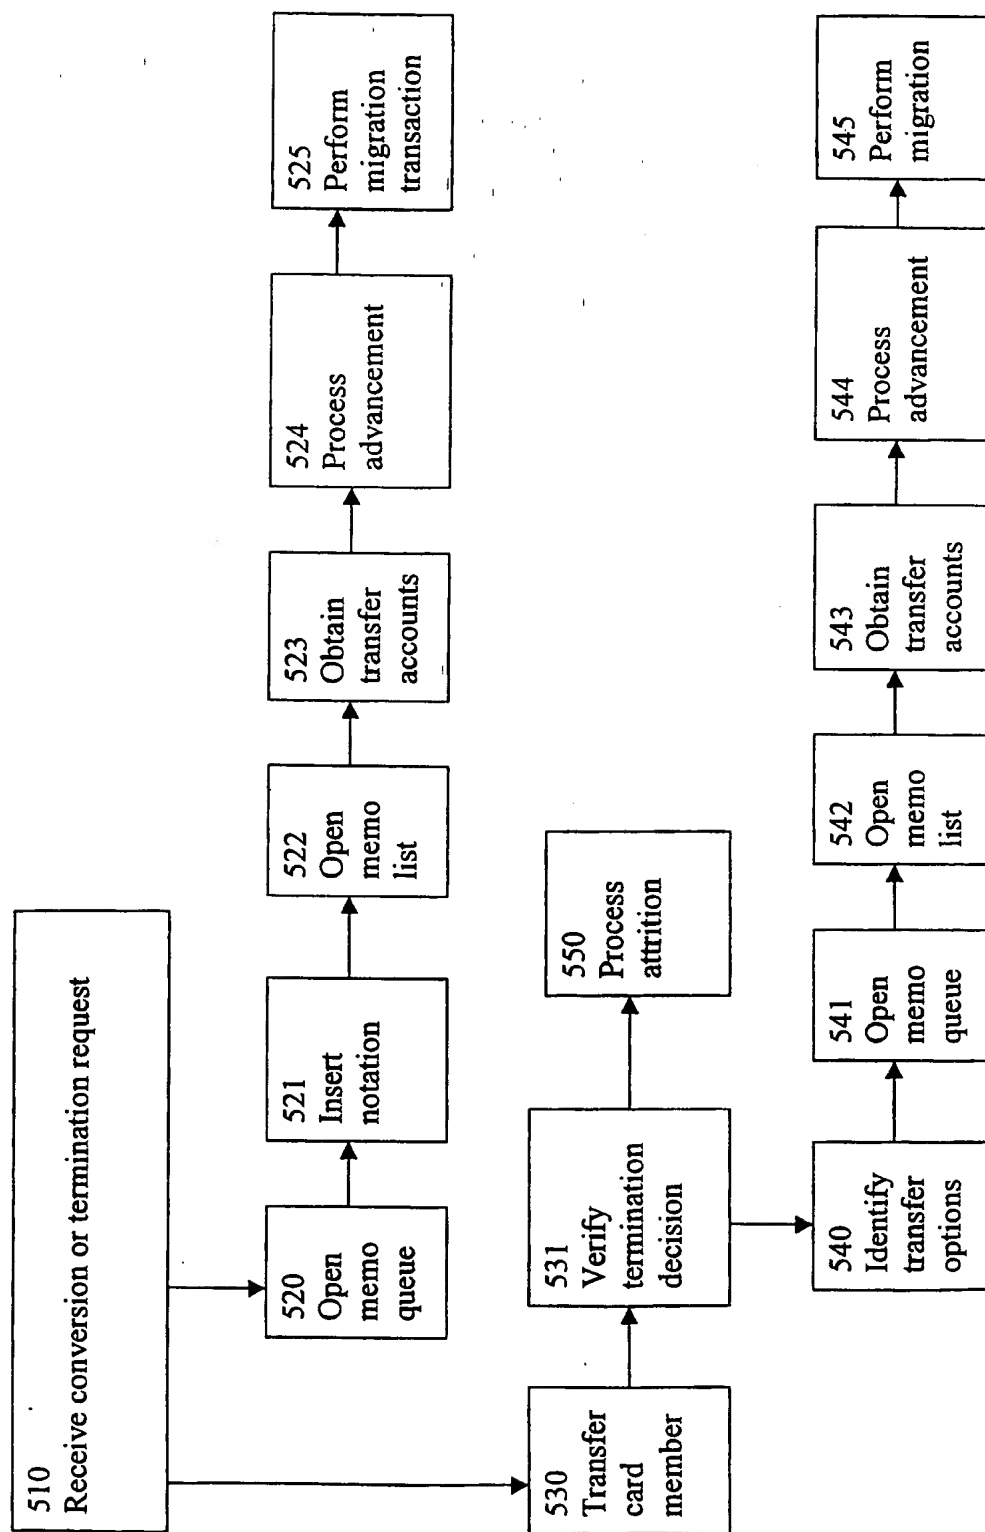 510
Receive conversion or termination request
520
Open
memo
queue
521
Insert
notation
522
Open
memo
list
523
Obtain
transfer
accounts
524
Process
advancement
525
Perform
migration
transaction
530
Transfer
card
member
531
Verify
termination
decision
550
Process
attrition
540
Identify
transfer
options
541
Open
memo
queue
542
Open
memo
list
543
Obtain
transfer
accounts
544
Process
advancement
545
Perform
migration